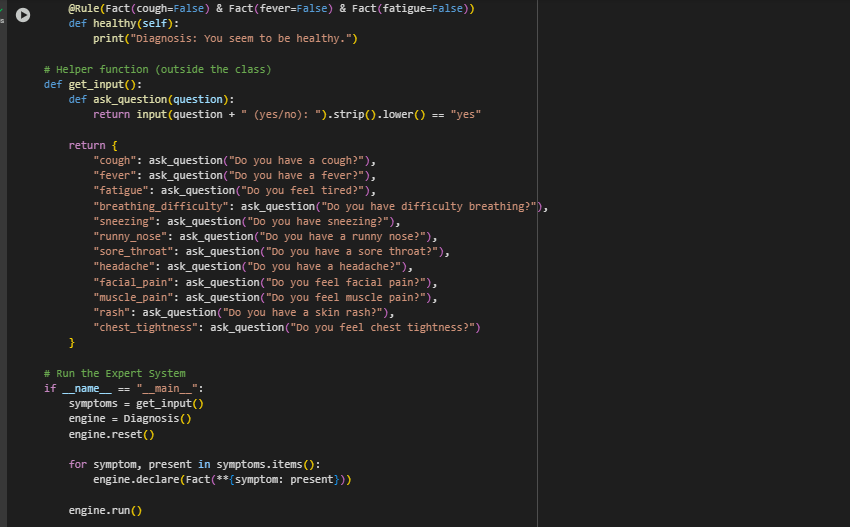 @Rule(Fact(cough=False) & Fact(fever=False) & Fact(fatigue=False))
def healthy(self):
print("Diagnosis: You seem to be healthy.")
# Helper function (outside the class)
def get_input():
def ask_question(question):
return input(question + " (yes/no): ").strip().lower() == "yes"
return {
"cough": ask_question("Do you have a cough?"),
"fever": ask_question("Do you have a fever?"),
"fatigue": ask_question("Do you feel tired?"),
"breathing_difficulty": ask_question("Do you have difficulty breathing?"),
"sneezing": ask_question("Do you have sneezing?"),
"runny_nose": ask_question("Do you have a runny nose?"),
"sore_throat": ask_question("Do you have a sore throat?"),
"headache": ask_question("Do you have a headache?"),
"facial_pain": ask_question("Do you feel facial pain?"),
"muscle_pain": ask_question("Do you feel muscle pain?"),
"rash": ask_question("Do you have a skin rash?"),
"chest_tightness": ask_question("Do you feel chest tightness?")
}
# Run the Expert System
if __name__ == "__main__":
symptoms = get_input()
engine = Diagnosis()
engine.reset()
for symptom, present in symptoms.items():
engine.declare(Fact(**{symptom: present}))
engine.run()